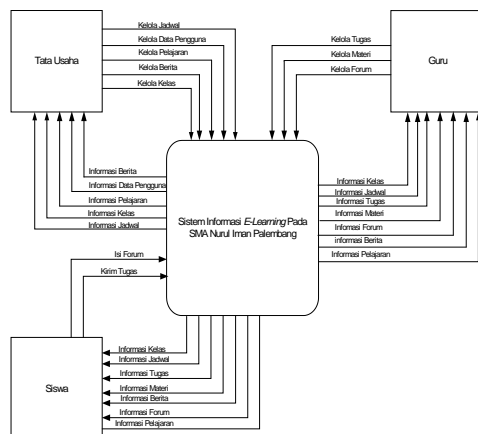 Kelola Jadwal
Kelola Data Pengguna
Kelola Pelajaran
Kelola Berita
Kelola Kelas
Tata Usaha
Kelola Tugas
Kelola Materi
Kelola Forum
Guru
Informasi Berita
Informasi Data Pengguna
Informasi Pelajaran
Informasi Kelas
Informasi Jadwal
Sistem Informasi E-Learning Pada
SMA Nurul Iman Palembang
Informasi Kelas
Informasi Jadwal
Informasi Tugas
Informasi Materi
Informasi Forum
informasi Berita
Informasi Pelajaran
Isi Forum
Kirim Tugas
Siswa
Informasi Kelas
Informasi Jadwal
Informasi Tugas
Informasi Materi
Informasi Berita
Informasi Forum
Informasi Pelajaran